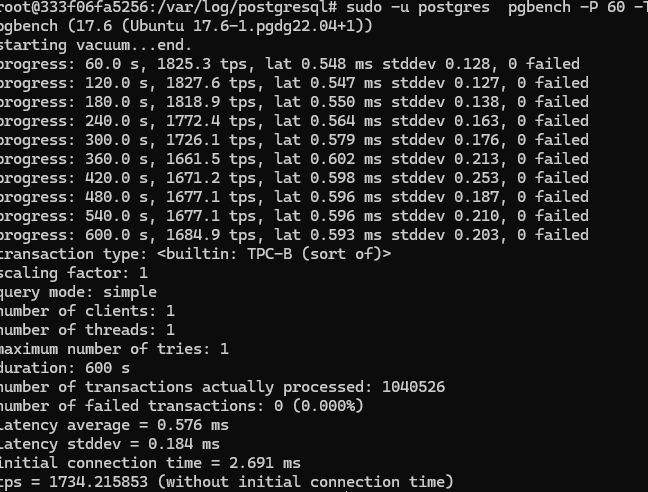 root@333f06fa5256:/var/log/postgresql# sudo -u postgres  pgbench -P 60 -T
pgbench (17.6 (Ubuntu 17.6-1.pgdg22.04+1))
starting vacuum...end.
progress: 60.0 s, 1825.3 tps, lat 0.548 ms stddev 0.128, 0 failed
progress: 120.0 s, 1827.6 tps, lat 0.547 ms stddev 0.127, 0 failed
progress: 180.0 s, 1818.9 tps, lat 0.550 ms stddev 0.138, 0 failed
progress: 240.0 s, 1772.4 tps, lat 0.564 ms stddev 0.163, 0 failed
progress: 300.0 s, 1726.1 tps, lat 0.579 ms stddev 0.176, 0 failed
progress: 360.0 s, 1661.5 tps, lat 0.602 ms stddev 0.213, 0 failed
progress: 420.0 s, 1671.2 tps, lat 0.598 ms stddev 0.253, 0 failed
progress: 480.0 s, 1677.1 tps, lat 0.596 ms stddev 0.187, 0 failed
progress: 540.0 s, 1677.1 tps, lat 0.596 ms stddev 0.210, 0 failed
progress: 600.0 s, 1684.9 tps, lat 0.593 ms stddev 0.203, 0 failed
transaction type: <builtin: TPC-B (sort of)>
scaling factor: 1
query mode: simple
number of clients: 1
number of threads: 1
maximum number of tries: 1
duration: 600 s
number of transactions actually processed: 1040526
number of failed transactions: 0 (0.000%)
latency average = 0.576 ms
latency stddev = 0.184 ms
initial connection time = 2.691 ms
tps = 1734.215853 (without initial connection time)